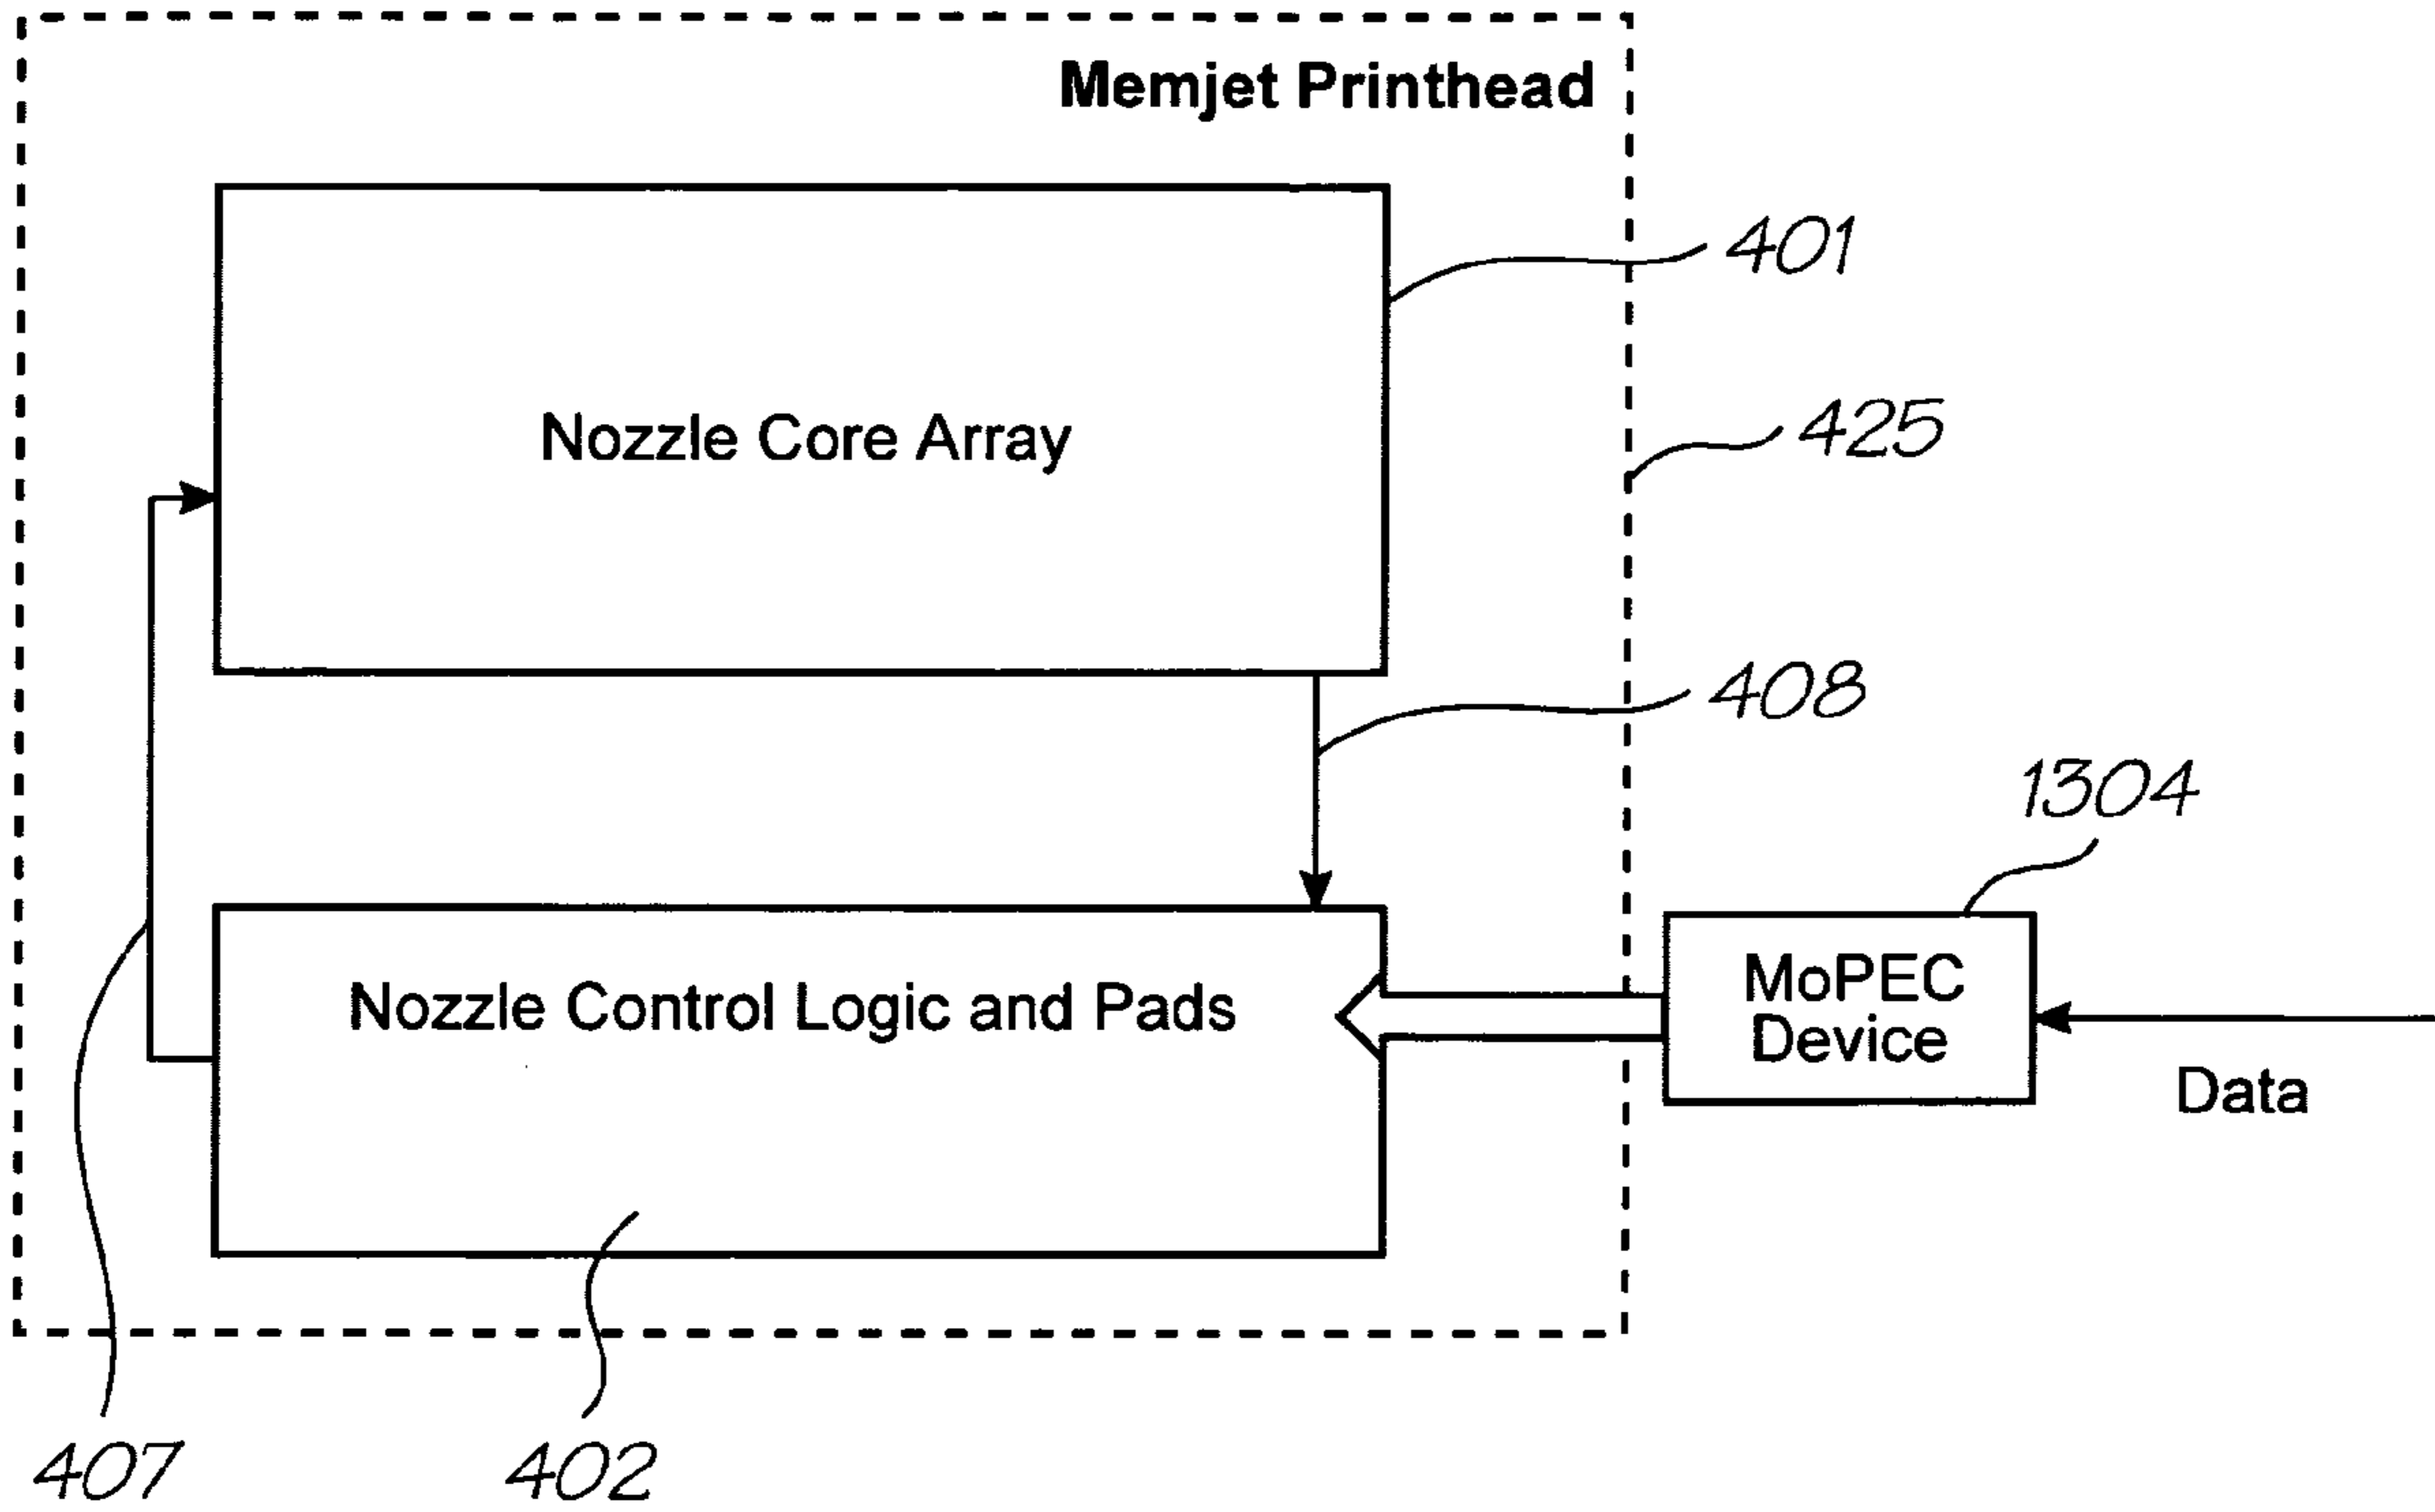 Memjet Printhead
401
Nozzle Core Array
425
408
1304
Nozzle Control Logic and Pads
MoPEC
Device
Data
407
402